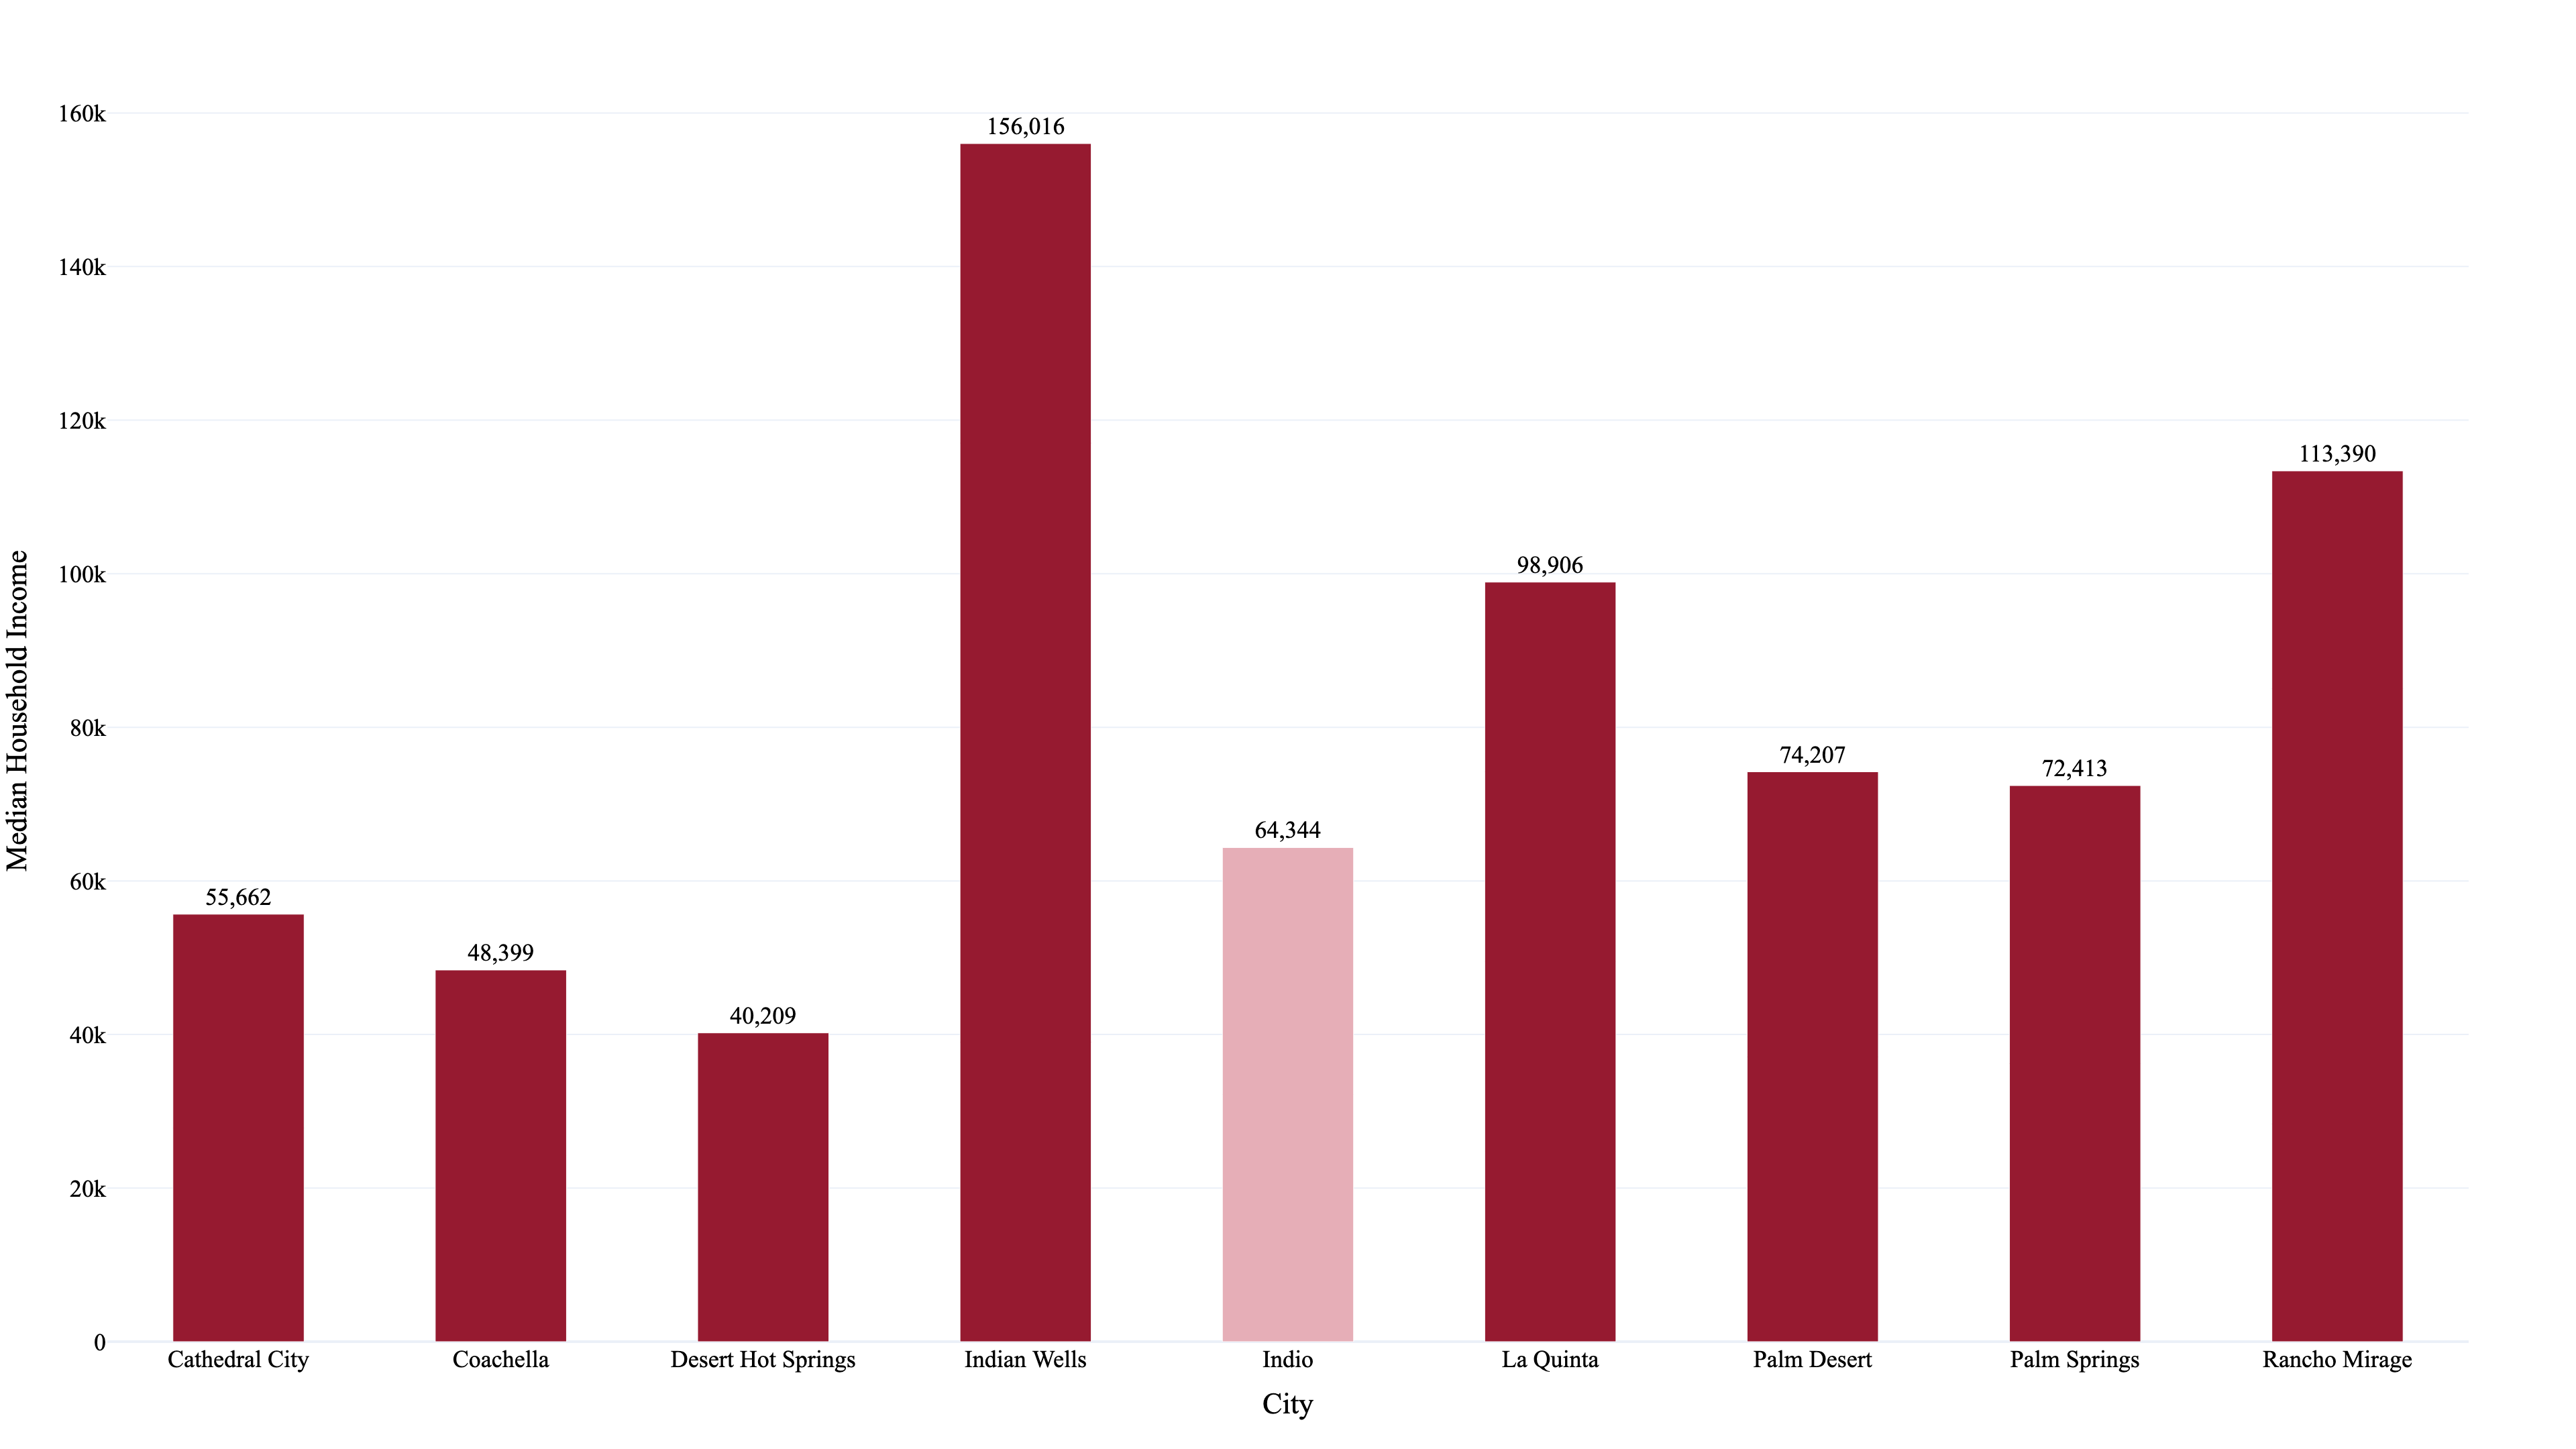 160k
140k
120k
100k
80k
60k
40k
20k
0
Median Household Income
55,662
48,399
40,209
156,016
64,344
98,906
74,207
72,413
113,390
Cathedral City
Coachella
Desert Hot Springs
Indian Wells
Indio
La Quinta
Palm Desert
Palm Springs
Rancho Mirage
City